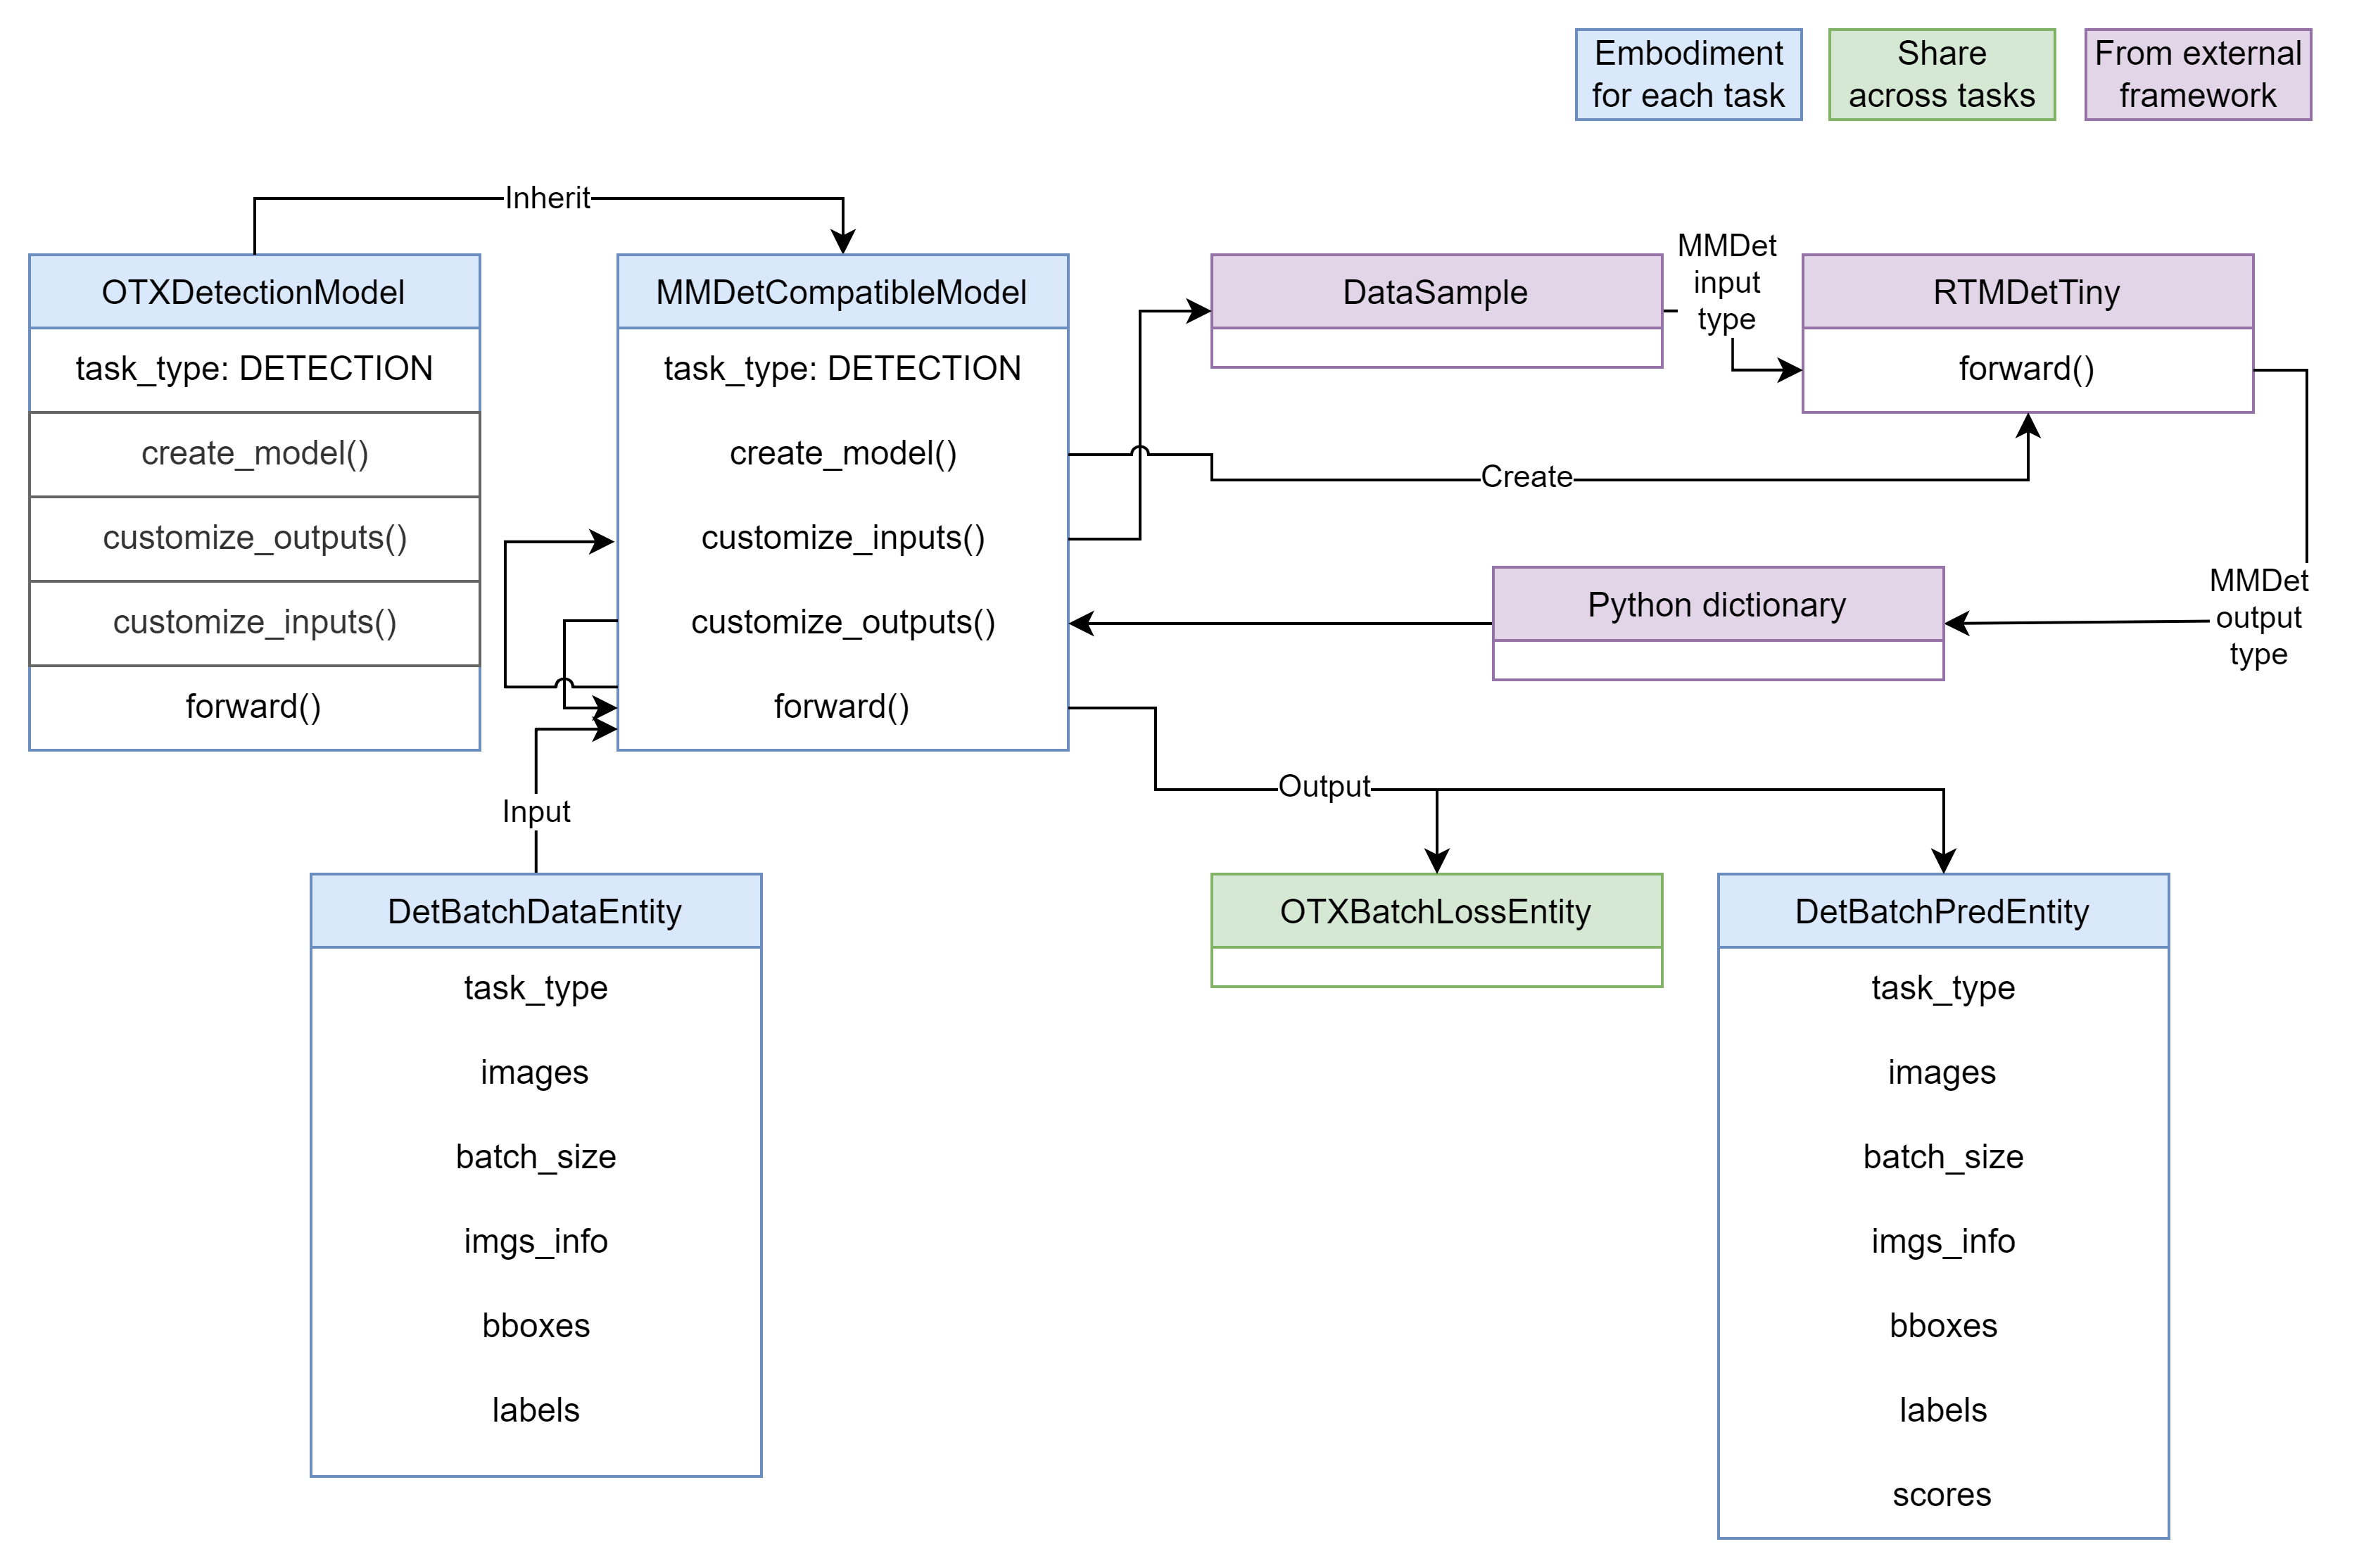 Embodiment
for each task
Share
across tasks
From external
framework
Inherit
OTXDetectionModel
task_type: DETECTION
create_model()
customize_outputs()
customize_inputs()
forward()
MMDetCompatibleModel
task_type: DETECTION
create_model()
customize_inputs()
customize_outputs()
forward()
DataSample
MMDet
input
type
RTMDetTiny
forward()
Create
Python dictionary
MMDet
output
type
Input
Output
DetBatchDataEntity
task_type
images
batch_size
imgs_info
bboxes
labels
OTXBatchLossEntity
DetBatchPredEntity
task_type
images
batch_size
imgs_info
bboxes
labels
scores